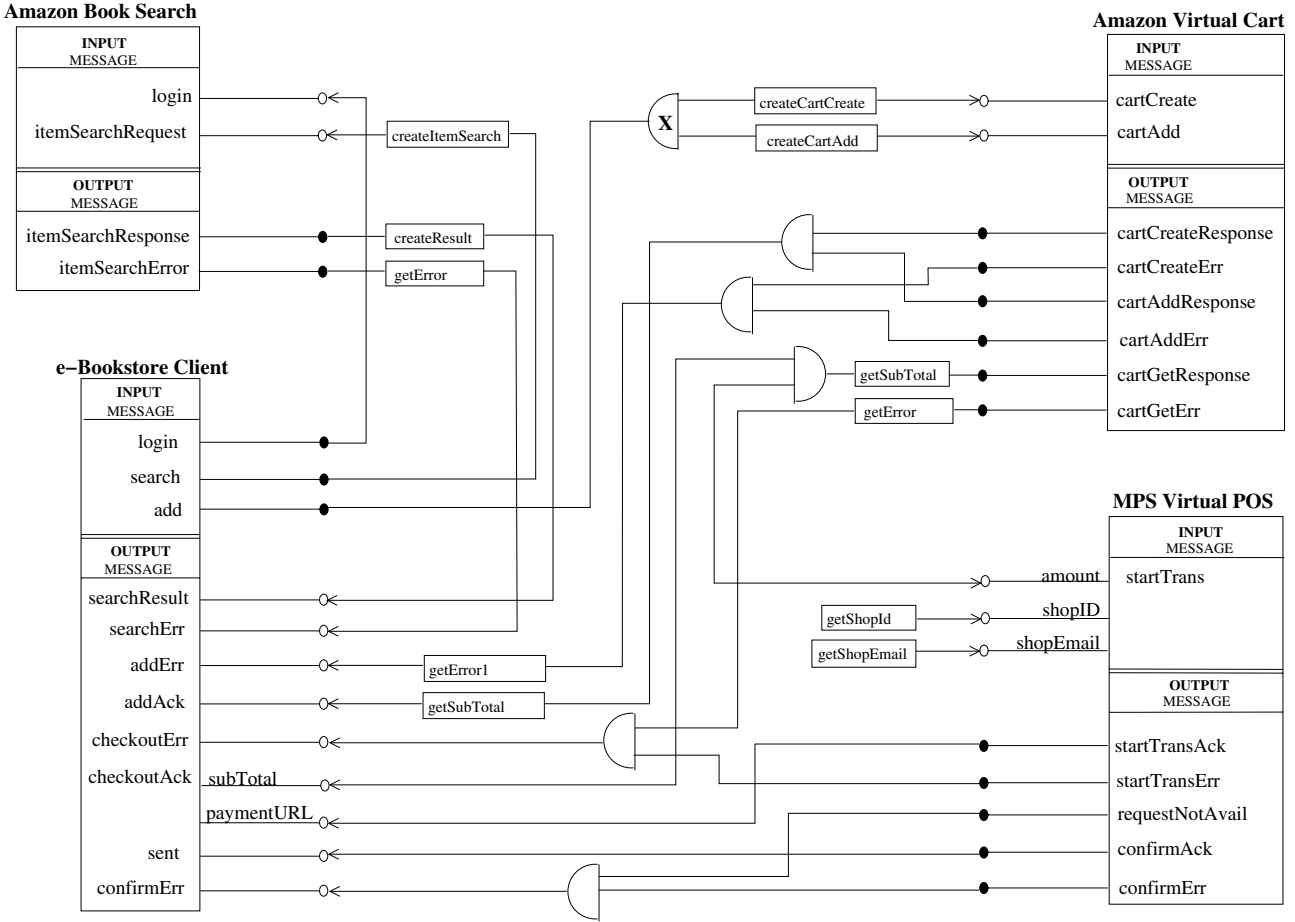 Amazon Book Search
INPUT
MESSAGE
login
itemSearchRequest
OUTPUT
MESSAGE
itemSearchResponse
itemSearchError
createItemSearch
createResult
getError
X
createCartCreate
createCartAdd
Amazon Virtual Cart
INPUT
MESSAGE
cartCreate
cartAdd
OUTPUT
MESSAGE
cartCreateResponse
cartCreateErr
cartAddResponse
cartAddErr
cartGetResponse
cartGetErr
getSubTotal
getError
e−Bookstore Client
INPUT
MESSAGE
login
search
add
OUTPUT
MESSAGE
searchResult
searchErr
addErr
addAck
checkoutErr
checkoutAck
subTotal
paymentURL
sent
confirmErr
getError1
getSubTotal
MPS Virtual POS
INPUT
MESSAGE
amount
startTrans
shopID
shopEmail
getShopId
getShopEmail
OUTPUT
MESSAGE
startTransAck
startTransErr
requestNotAvail
confirmAck
confirmErr